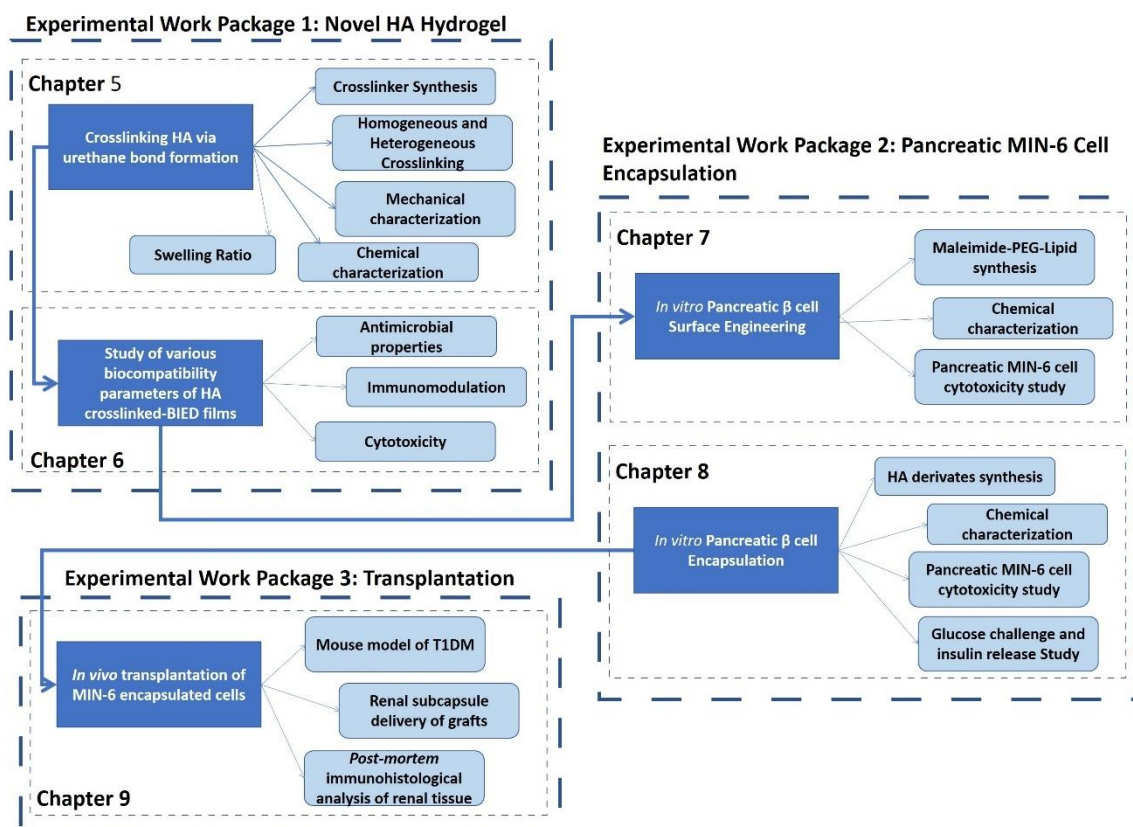 Experimental Work Package 1: Novel HA Hydrogel
Chapter 5
Crosslinking HA via
urethane bond formation
Crosslinker Synthesis
Homogeneous and
Heterogeneous
Crosslinking
Mechanical
characterization
Chemical
characterization
Swelling Ratio
Study of various
biocompatibility
parameters of HA
crosslinked-BIED films
Antimicrobial
properties
Immunomodulation
Cytotoxicity
Chapter 6
Experimental Work Package 2: Pancreatic MIN-6 Cell
Encapsulation
Chapter 7
In vitro Pancreatic β cell
Surface Engineering
Maleimide-PEG-Lipid
synthesis
Chemical
characterization
Pancreatic MIN-6 cell
cytotoxicity study
Chapter 8
In vitro Pancreatic β cell
Encapsulation
HA derivates synthesis
Chemical
characterization
Pancreatic MIN-6 cell
cytotoxicity study
Glucose challenge and
insulin release Study
Experimental Work Package 3: Transplantation
In vivo transplantation of
MIN-6 encapsulated cells
Mouse model of T1DM
Renal subcapsule
delivery of grafts
Post-mortem
immunohistological
analysis of renal tissue
Chapter 9